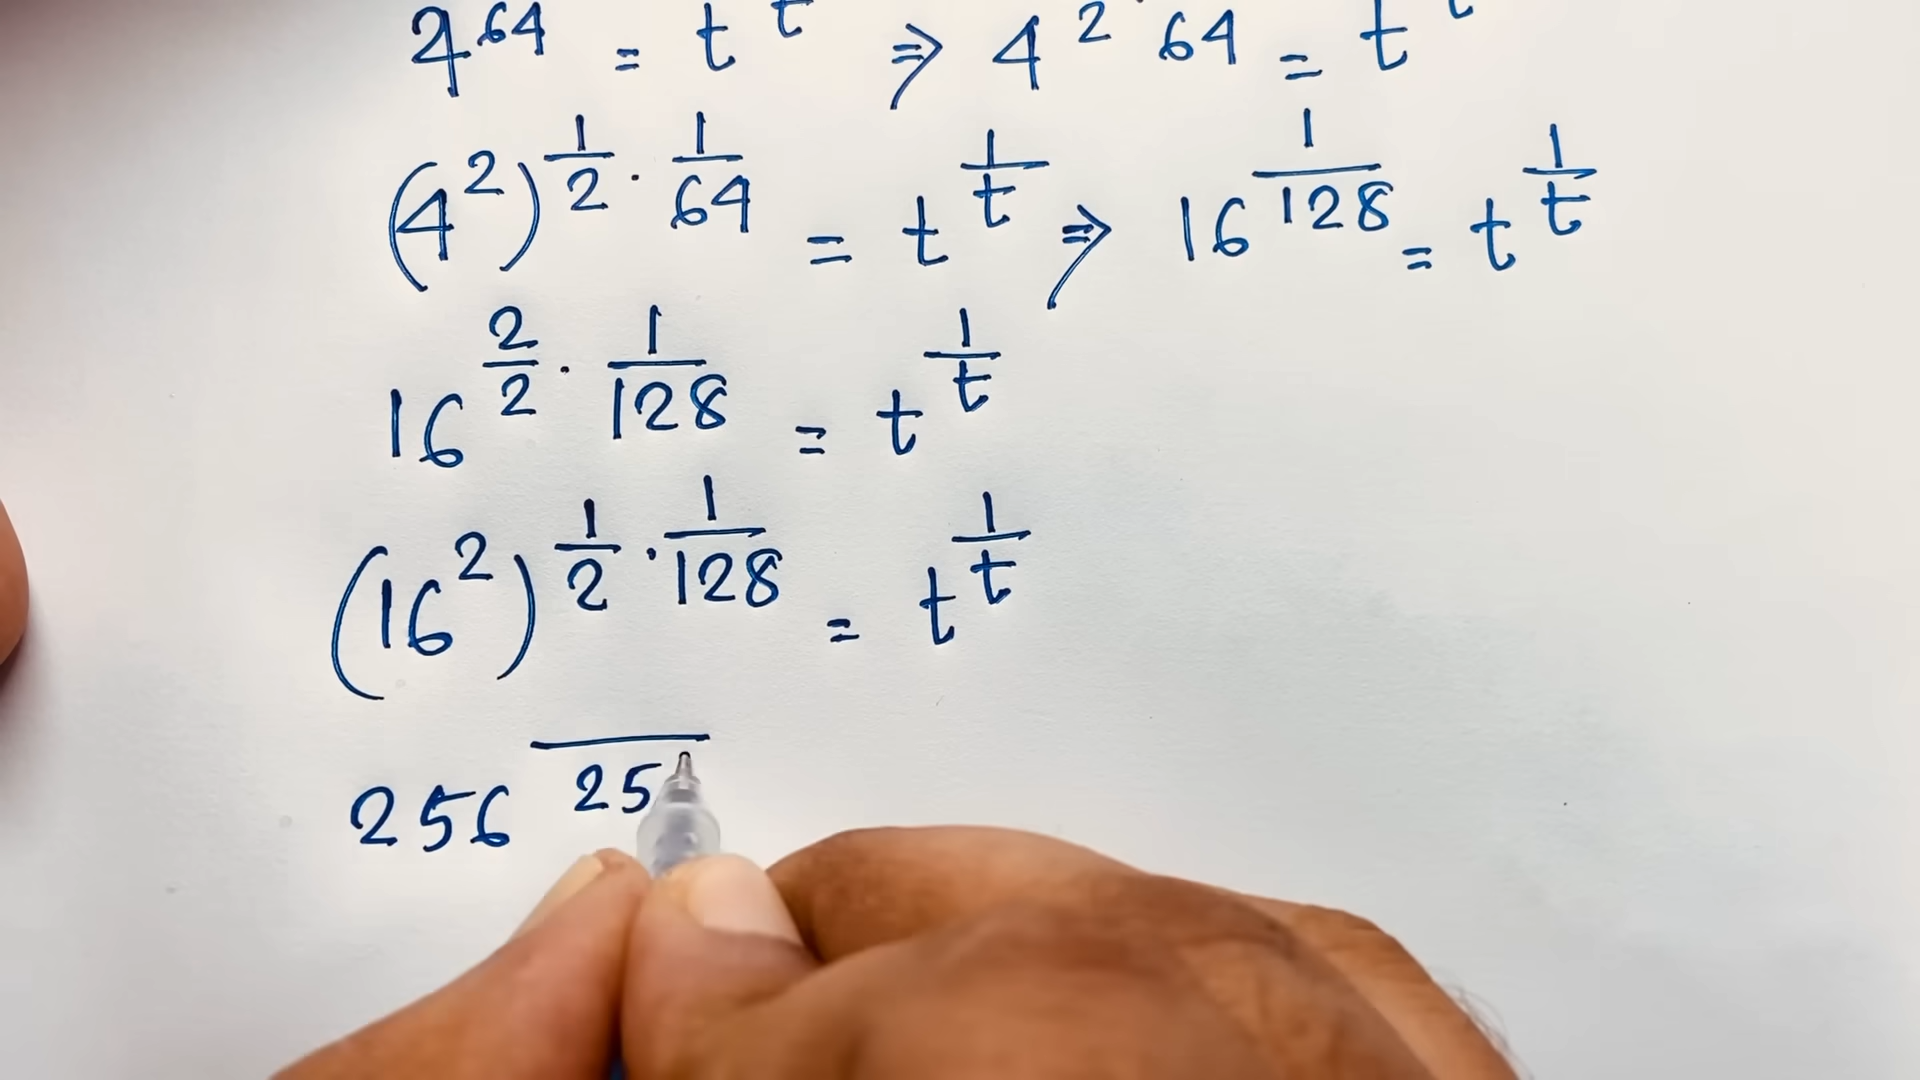 4^64 = t^t ⇒ 4^2 · 64 = t^t
(4^2)^(1/2 · 1/64) = t^(1/t) ⇒ 16^(1/128) = t^(1/t)
16^(2/2 · 1/128) = t^(1/t)
(16^2)^(1/2 · 1/128) = t^(1/t)
256 25